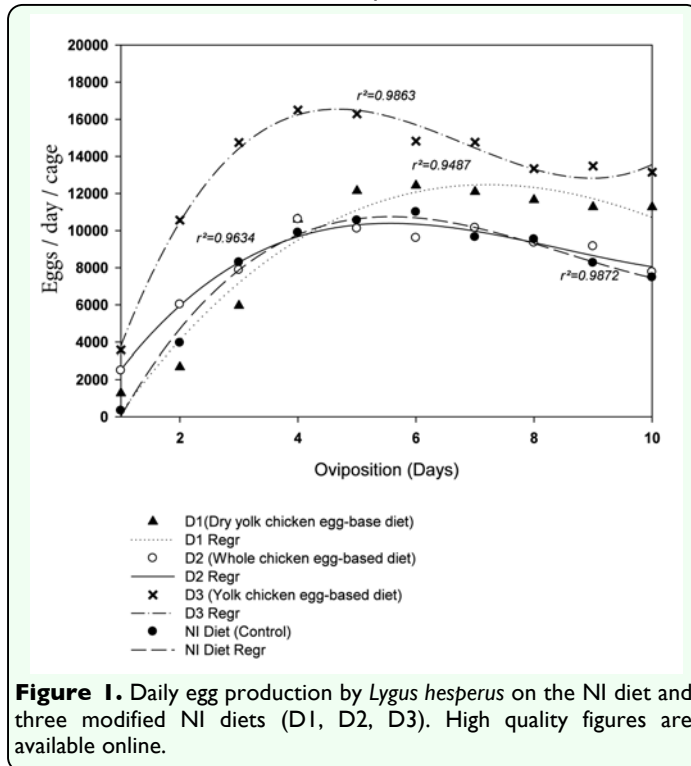 20000
18000
r²=0.9863
16000
14000
r²=0.9487
12000
r²=0.9634
10000
8000
r²=0.9872
6000
4000
2000
0
Eggs / day / cage
2 4 6 8 10
Oviposition (Days)
D1(Dry yolk chicken egg-base diet)
D1 Regr
D2 (Whole chicken egg-based diet)
D2 Regr
D3 (Yolk chicken egg-based diet)
D3 Regr
NI Diet (Control)
NI Diet Regr
Figure 1. Daily egg production by Lygus hesperus on the NI diet and
three modified NI diets (D1, D2, D3). High quality figures are
available online.